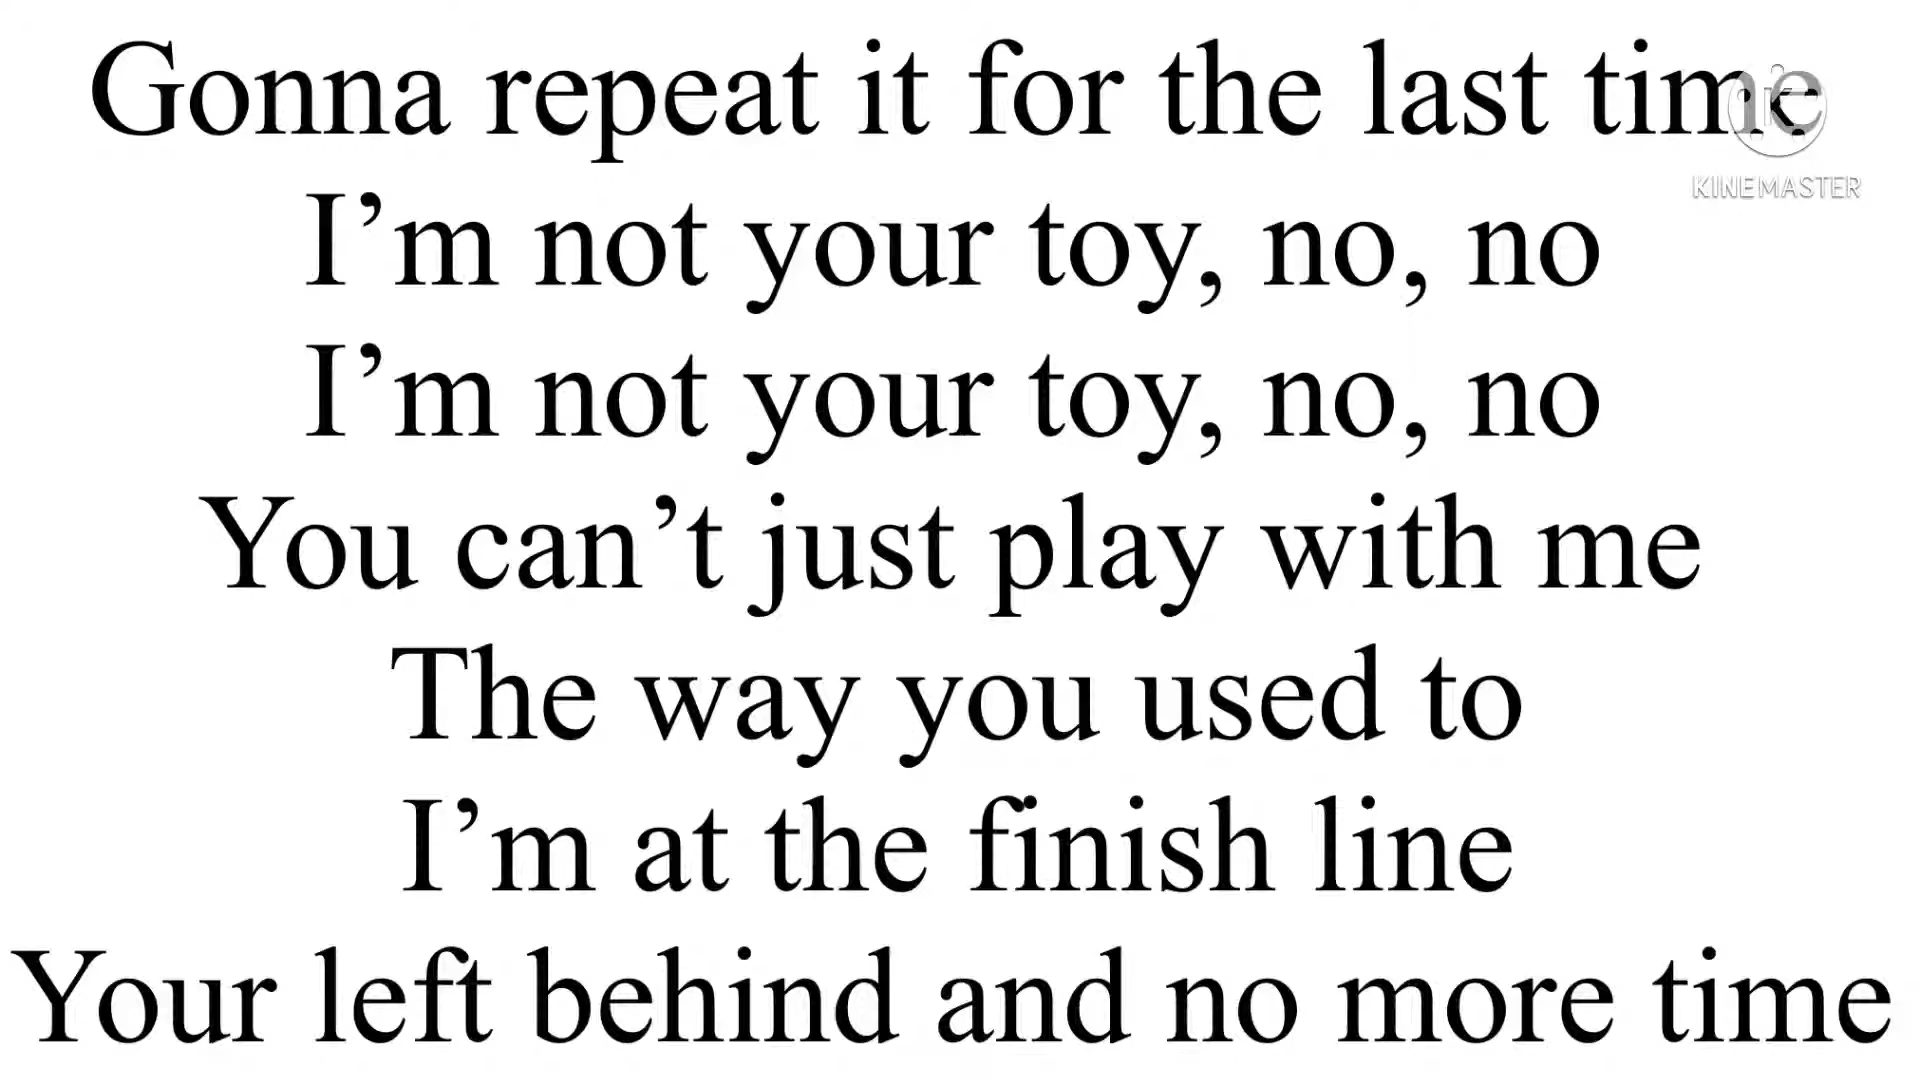 Gonna repeat it for the last time
KINEMASTER
I’m not your toy, no, no
I’m not your toy, no, no
You can’t just play with me
The way you used to
I’m at the finish line
Your left behind and no more time